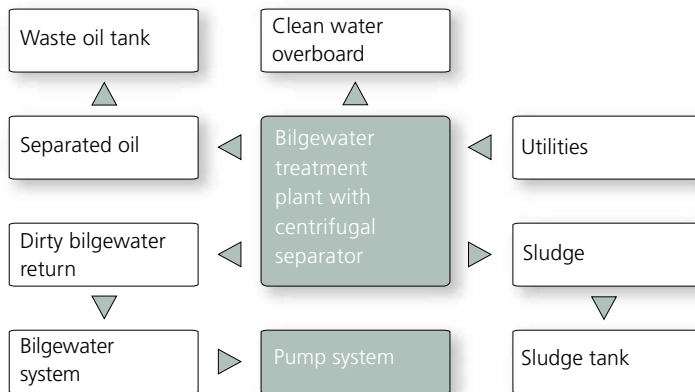 Waste oil tank
Clean water
overboard
Separated oil
Bilgewater
treatment
plant with
centrifugal
separator
Utilities
Dirty bilgewater
return
Sludge
Bilgewater
system
Pump system
Sludge tank